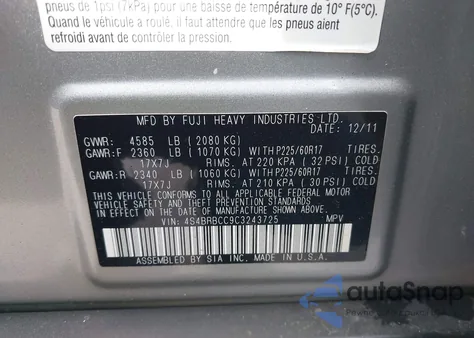 pneus de 1psi (7kPa) pour une baisse de température de 10° F(5°C).
Quand le véhicule a roulé, il faut attendre que les pneus aient
refroidi avant de contrôler la pression.
MFD BY FUJI HEAVY INDUSTRIES LTD.
DATE: 12/11
GVWR: 4585 LB (2080 KG)
GAWR:F 2360 LB (1070 KG) WITH P225/60R17 TIRES.
17X7J RIMS. AT 220 KPA (32 PSI) COLD
GAWR:R 2340 LB (1060 KG) WITH P225/60R17 TIRES.
17X7J RIMS. AT 210 KPA (30 PSI) COLD
THIS VEHICLE CONFORMS TO ALL APPLICABLE FEDERAL MOTOR
VEHICLE SAFETY, BUMPER, AND THEFT PREVENTION STANDARDS IN
EFFECT ON THE DATE OF MANUFACTURE SHOWN ABOVE.
VIN: 4S4BRBCC9C3243725 MPV
ASSEMBLED BY SIA INC. MADE IN U.S.A.
autoSnap